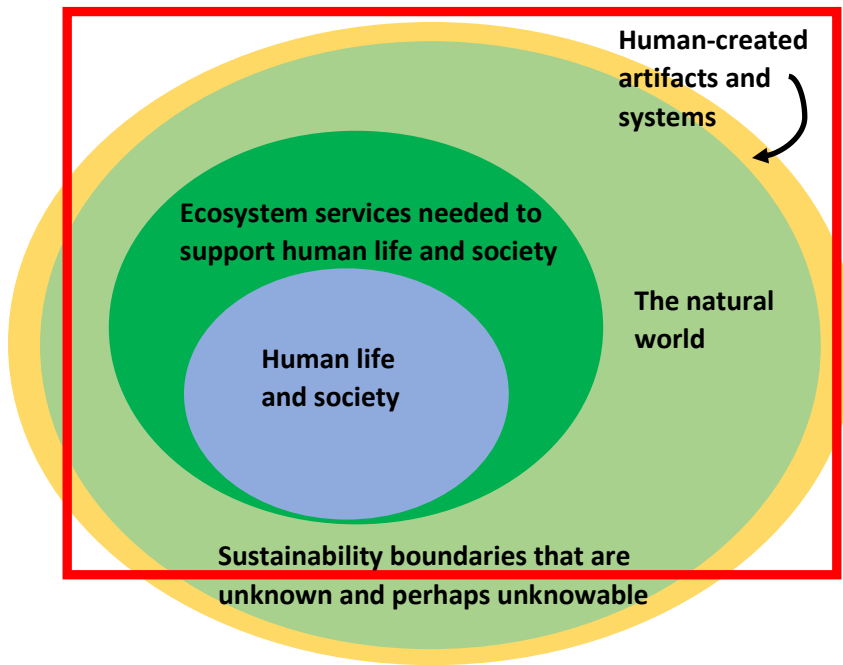 Human-created
artifacts and
systems
Ecosystem services needed to
support human life and society
The natural
world
Human life
and society
Sustainability boundaries that are
unknown and perhaps unknowable